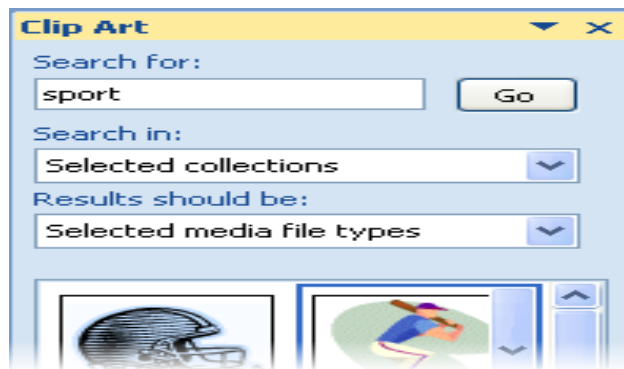 Clip Art
Search for:
sport
Go
Search in:
Selected collections
Results should be:
Selected media file types